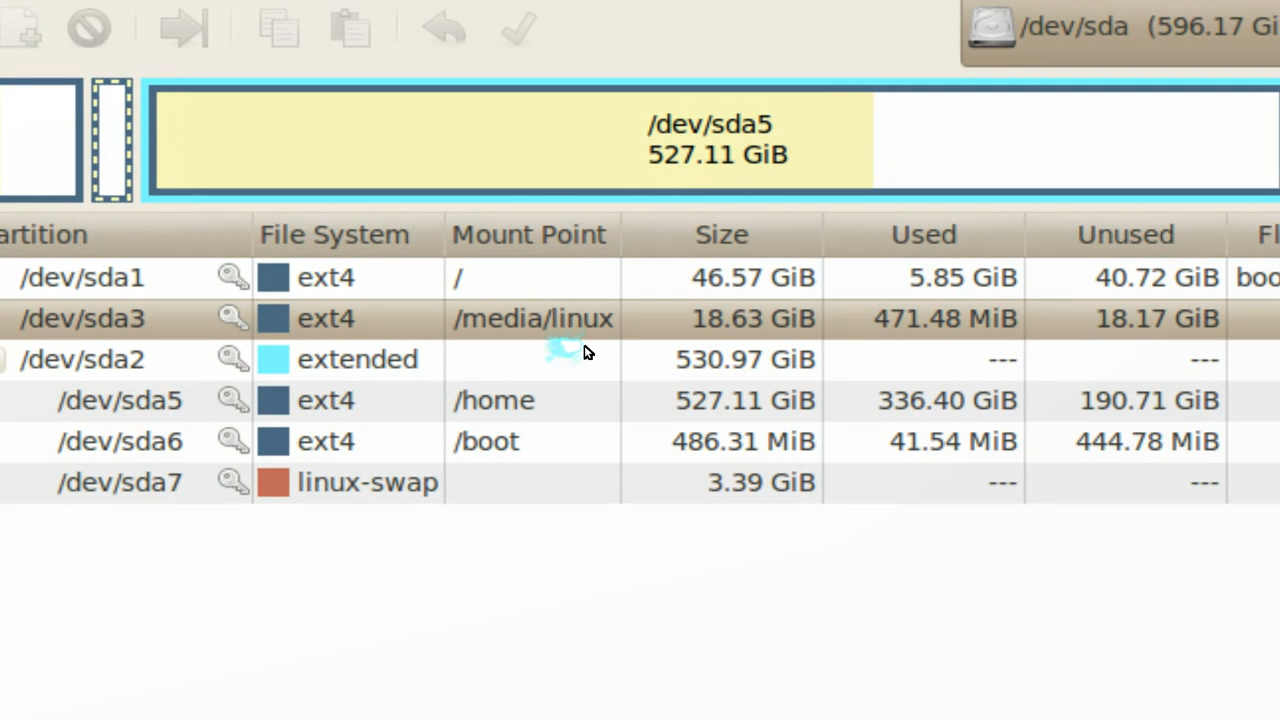 /dev/sda (596.17 Gi
/dev/sda5
527.11 GiB
artition File System Mount Point Size Used Unused Fl
/dev/sda1 ext4 / 46.57 GiB 5.85 GiB 40.72 GiB boo
/dev/sda3 ext4 /media/linux 18.63 GiB 471.48 MiB 18.17 GiB
/dev/sda2 extended 530.97 GiB --- ---
/dev/sda5 ext4 /home 527.11 GiB 336.40 GiB 190.71 GiB
/dev/sda6 ext4 /boot 486.31 MiB 41.54 MiB 444.78 MiB
/dev/sda7 linux-swap 3.39 GiB --- ---